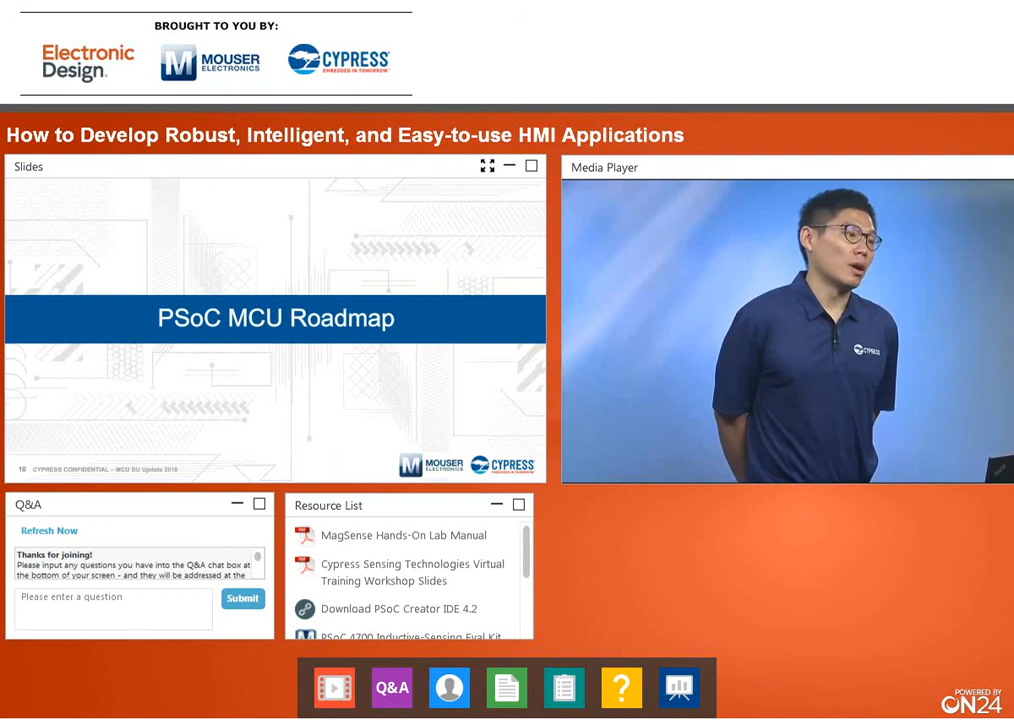 BROUGHT TO YOU BY:
Electronic
Design.
M MOUSER
ELECTRONICS
CYPRESS
EMBEDDED IN TOMORROW
How to Develop Robust, Intelligent, and Easy-to-use HMI Applications
Slides
Media Player
PSoC MCU Roadmap
CYPRESS
CYPRESS CONFIDENTIAL – MCU BU Update 2018
M MOUSER
ELECTRONICS
CYPRESS
EMBEDDED IN TOMORROW
Q&A
Refresh Now
Thanks for joining!
Please input any questions you have into the Q&A chat box at
the bottom of your screen - and they will be addressed at the
Please enter a question
Submit
Resource List
MagSense Hands-On Lab Manual
Cypress Sensing Technologies Virtual
Training Workshop Slides
Download PSoC Creator IDE 4.2
PSoC 4700 Inductive-Sensing Eval Kit
Q&A
?
POWERED BY
ON24